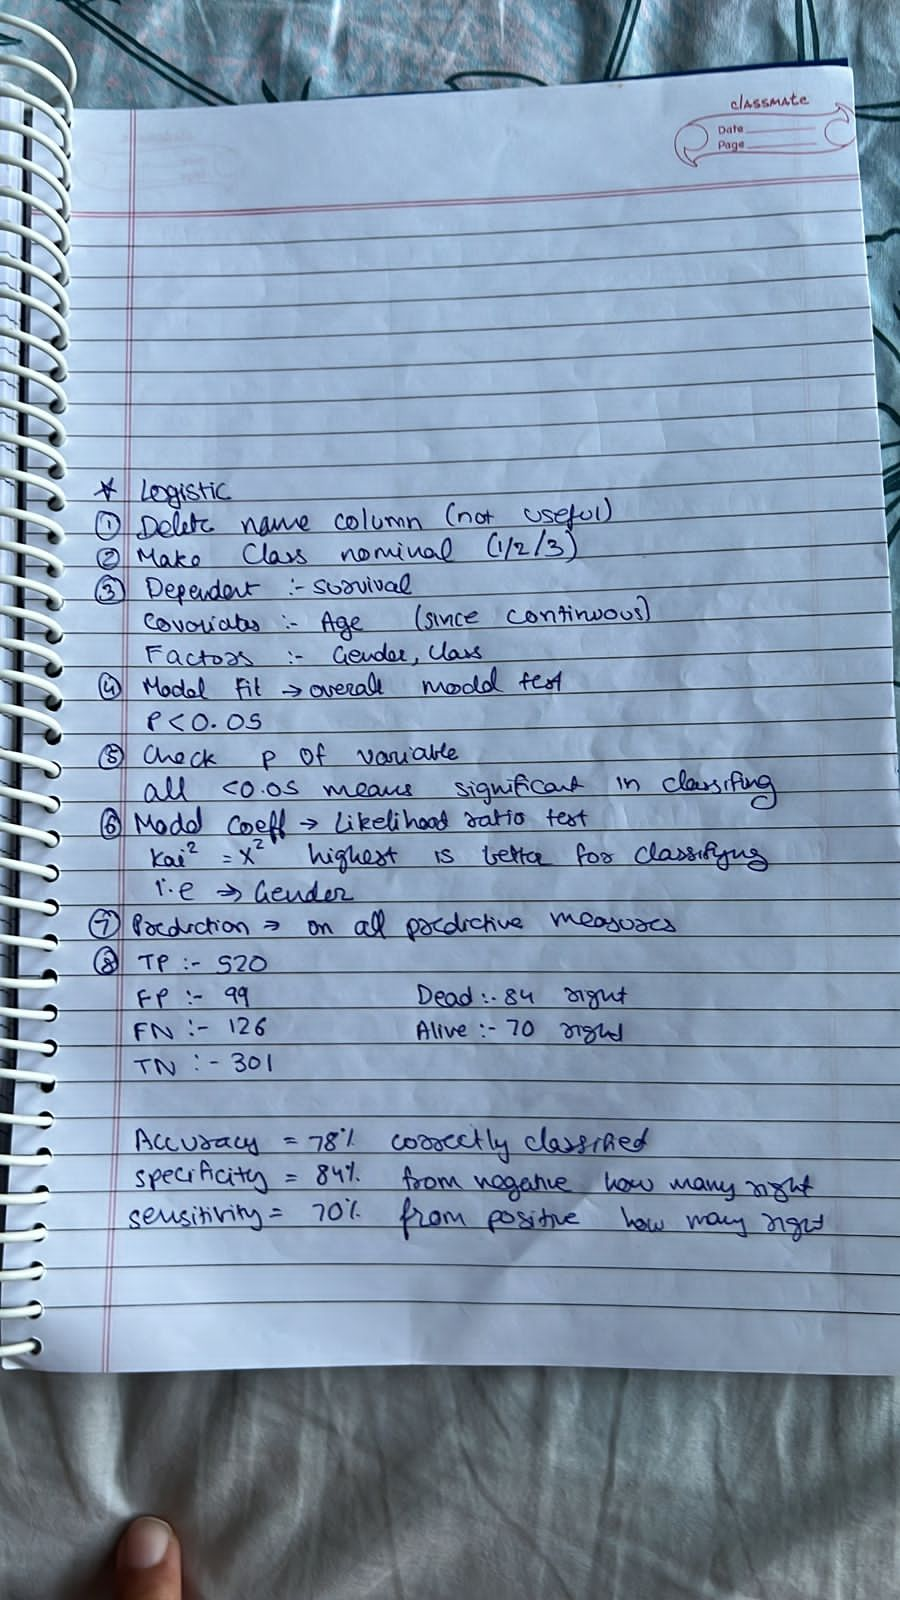 classmate
Date
Page
* Logistic
① Delete name column (not useful)
② Make Class nominal (1/2/3)
③ Dependent :- survival
Covariates :- Age (since continuous)
Factors :- Gender, Class
④ Model Fit → overall model test
P < 0.05
⑤ Check p of variable
all <0.05 means significant in classifing
⑥ Model Coeff → Likelihood ratio test
Kai² = X² highest is better for classifyng
i.e ⇒ Gender
⑦ Prediction ⇒ on all predictive measures
⑧ TP :- 520
FP :- 99 Dead :- 84 right
FN :- 126 Alive :- 70 right
TN :- 301
Accuracy = 78% correctly classified
specificity = 84% from negative how many right
sensitivity = 70% from positive how many right